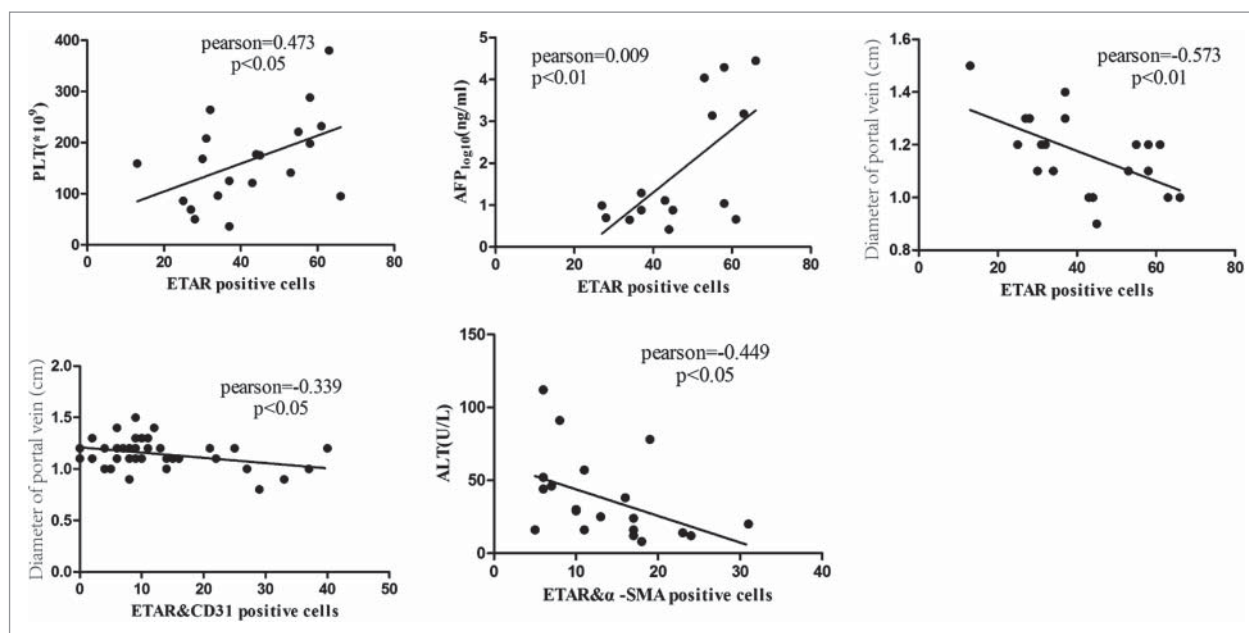 pearson=0.473
p<0.05
PLT(*10^9)
400
300
200
100
0
0 20 40 60 80
ETAR positive cells
pearson=0.009
p<0.01
AFPlog10(ng/ml)
5
4
3
2
1
0
0 20 40 60 80
ETAR positive cells
pearson=-0.573
p<0.01
Diameter of portal vein (cm)
1.6
1.4
1.2
1.0
0.8
0 20 40 60 80
ETAR positive cells
pearson=-0.339
p<0.05
Diameter of portal vein (cm)
2.0
1.5
1.0
0.5
0.0
0 10 20 30 40 50
ETAR&CD31 positive cells
pearson=-0.449
p<0.05
ALT(U/L)
150
100
50
0
0 10 20 30 40
ETAR&α -SMA positive cells